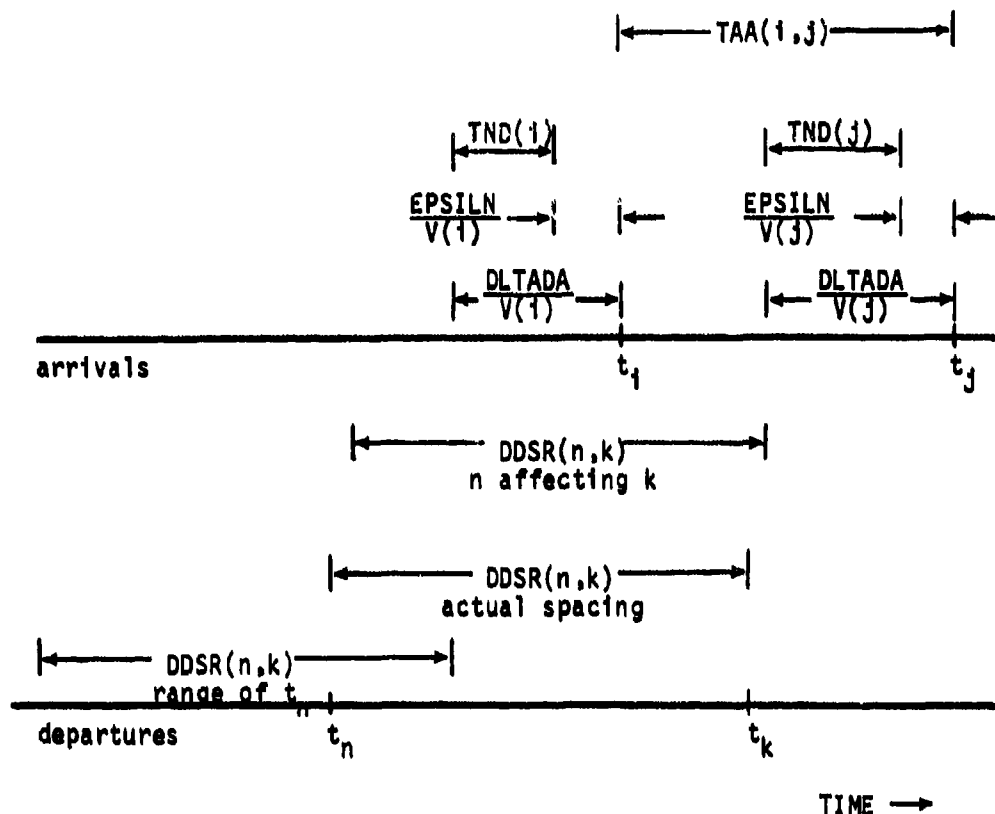 TAA(i,j)
TND(i) TND(j)
EPSILN EPSILN
V(i) V(j)
DLTADA DLTADA
V(i) V(j)
arrivals t_i t_j
DDSR(n,k)
n affecting k
DDSR(n,k)
actual spacing
DDSR(n,k)
range of t_n
departures t_n t_k
TIME